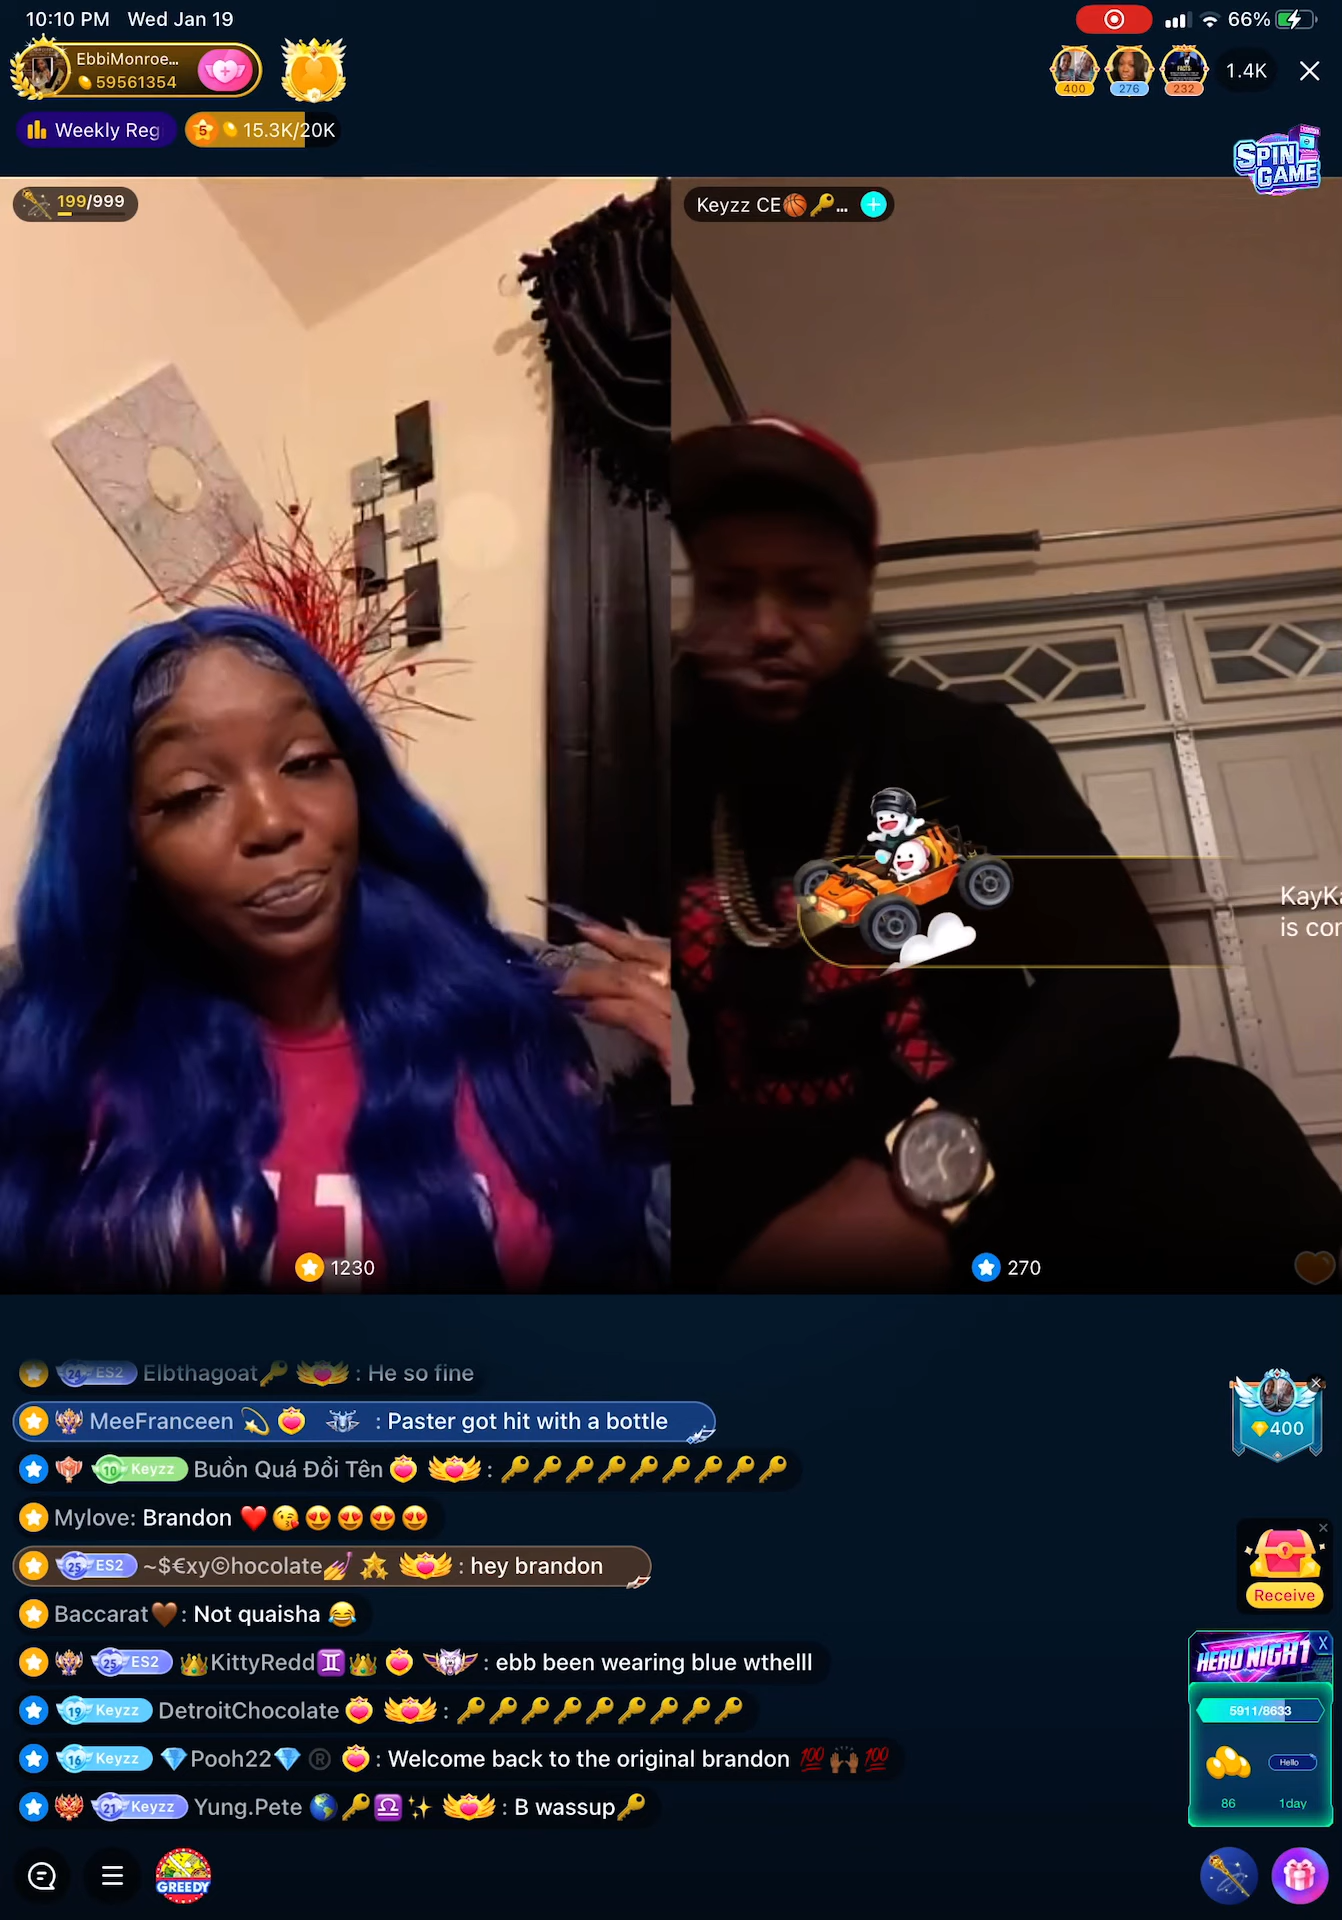 10:10 PM Wed Jan 19
66%
EbbiMonroe...
59561354
400
276
232
1.4K
Weekly Reg
5 15.3K/20K
SPIN
GAME
199/999
Keyzz CE🏀🔑...
KayKa
is con
1230
270
24 ES2 Elbthagoat🔑 : He so fine
MeeFranceen 💫 : Paster got hit with a bottle
400
10 Keyzz Buồn Quá Đổi Tên : 🔑🔑🔑🔑🔑🔑🔑🔑🔑
Mylove: Brandon ❤️😘😍😍😍😍
25 ES2 ~$€xy©hocolate💅 : hey brandon
Receive
Baccarat🤎: Not quaisha 😂
25 ES2 👑KittyRedd♊👑 : ebb been wearing blue wthelll
HERO NIGHT
5911/8633
19 Keyzz DetroitChocolate : 🔑🔑🔑🔑🔑🔑🔑🔑🔑
16 Keyzz 💎Pooh22💎 ® : Welcome back to the original brandon 💯🙌🏾💯
Hello
86 1day
21 Keyzz Yung.Pete 🌎🔑♎✨ : B wassup🔑
GREEDY